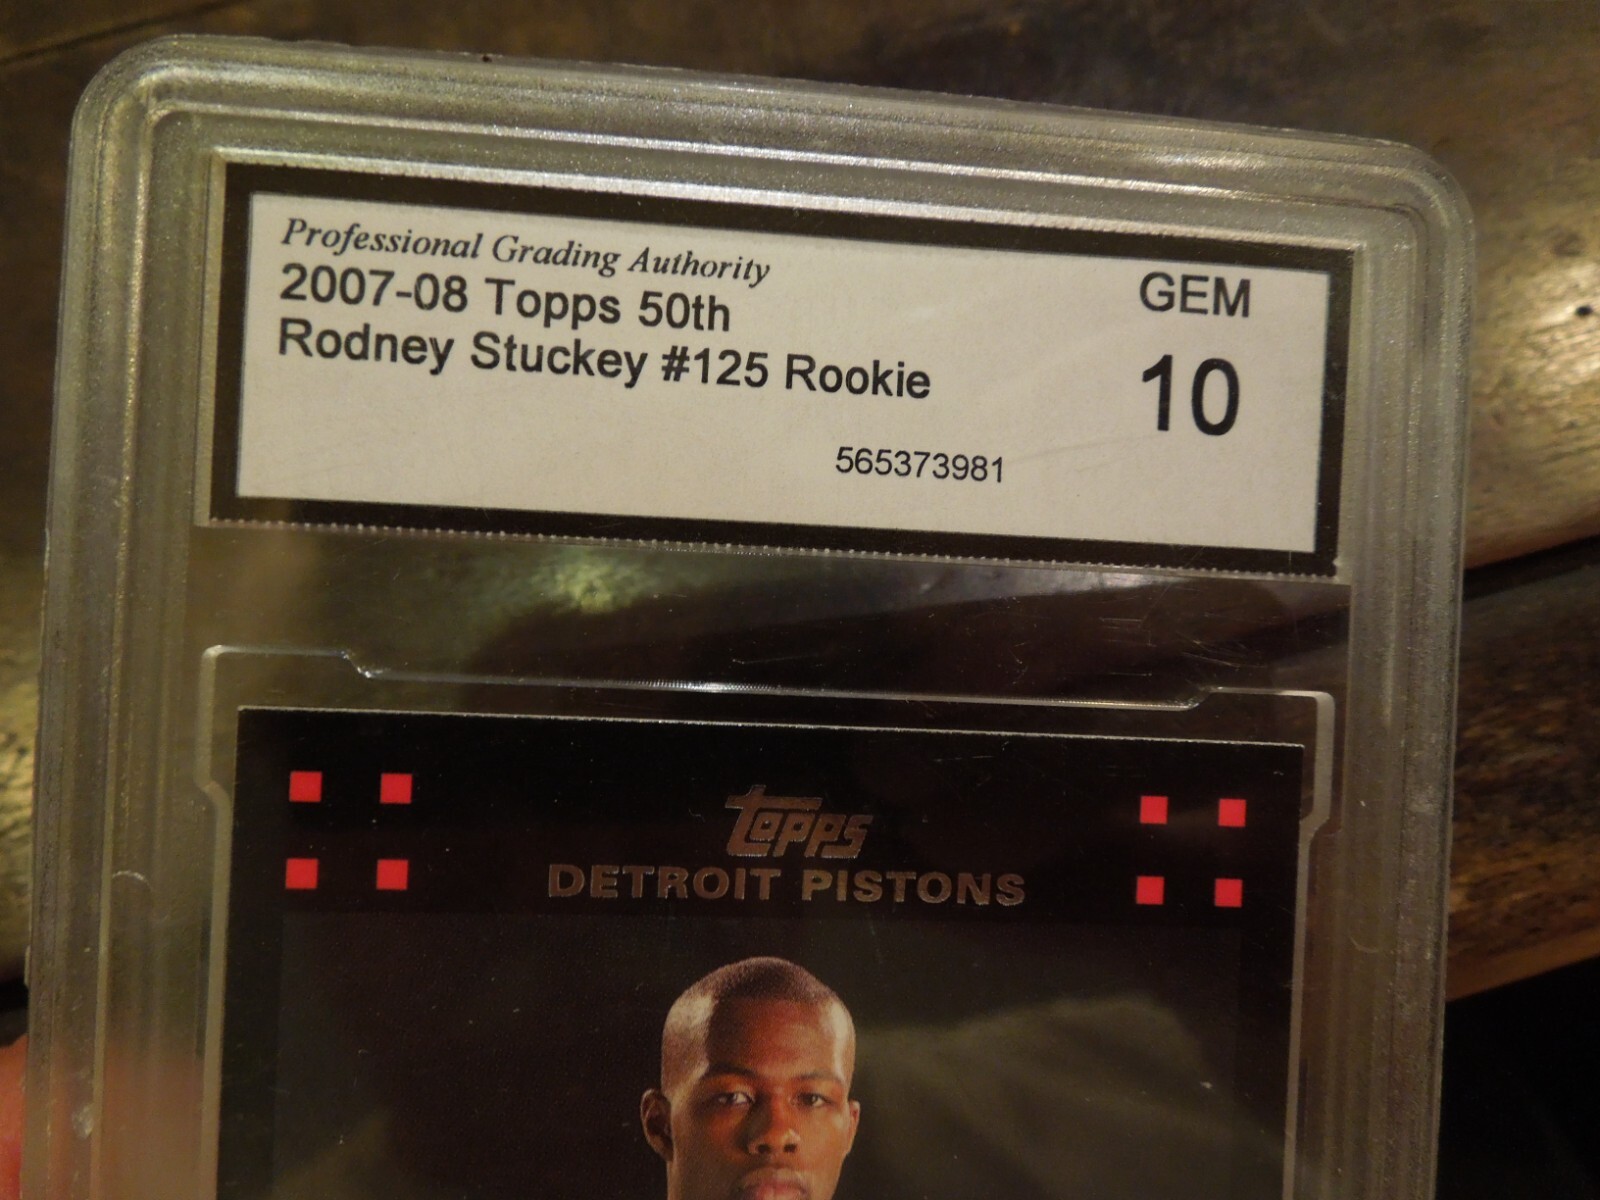 Professional Grading Authority
2007-08 Topps 50th
Rodney Stuckey #125 Rookie
GEM
10
565373981
Topps
DETROIT PISTONS